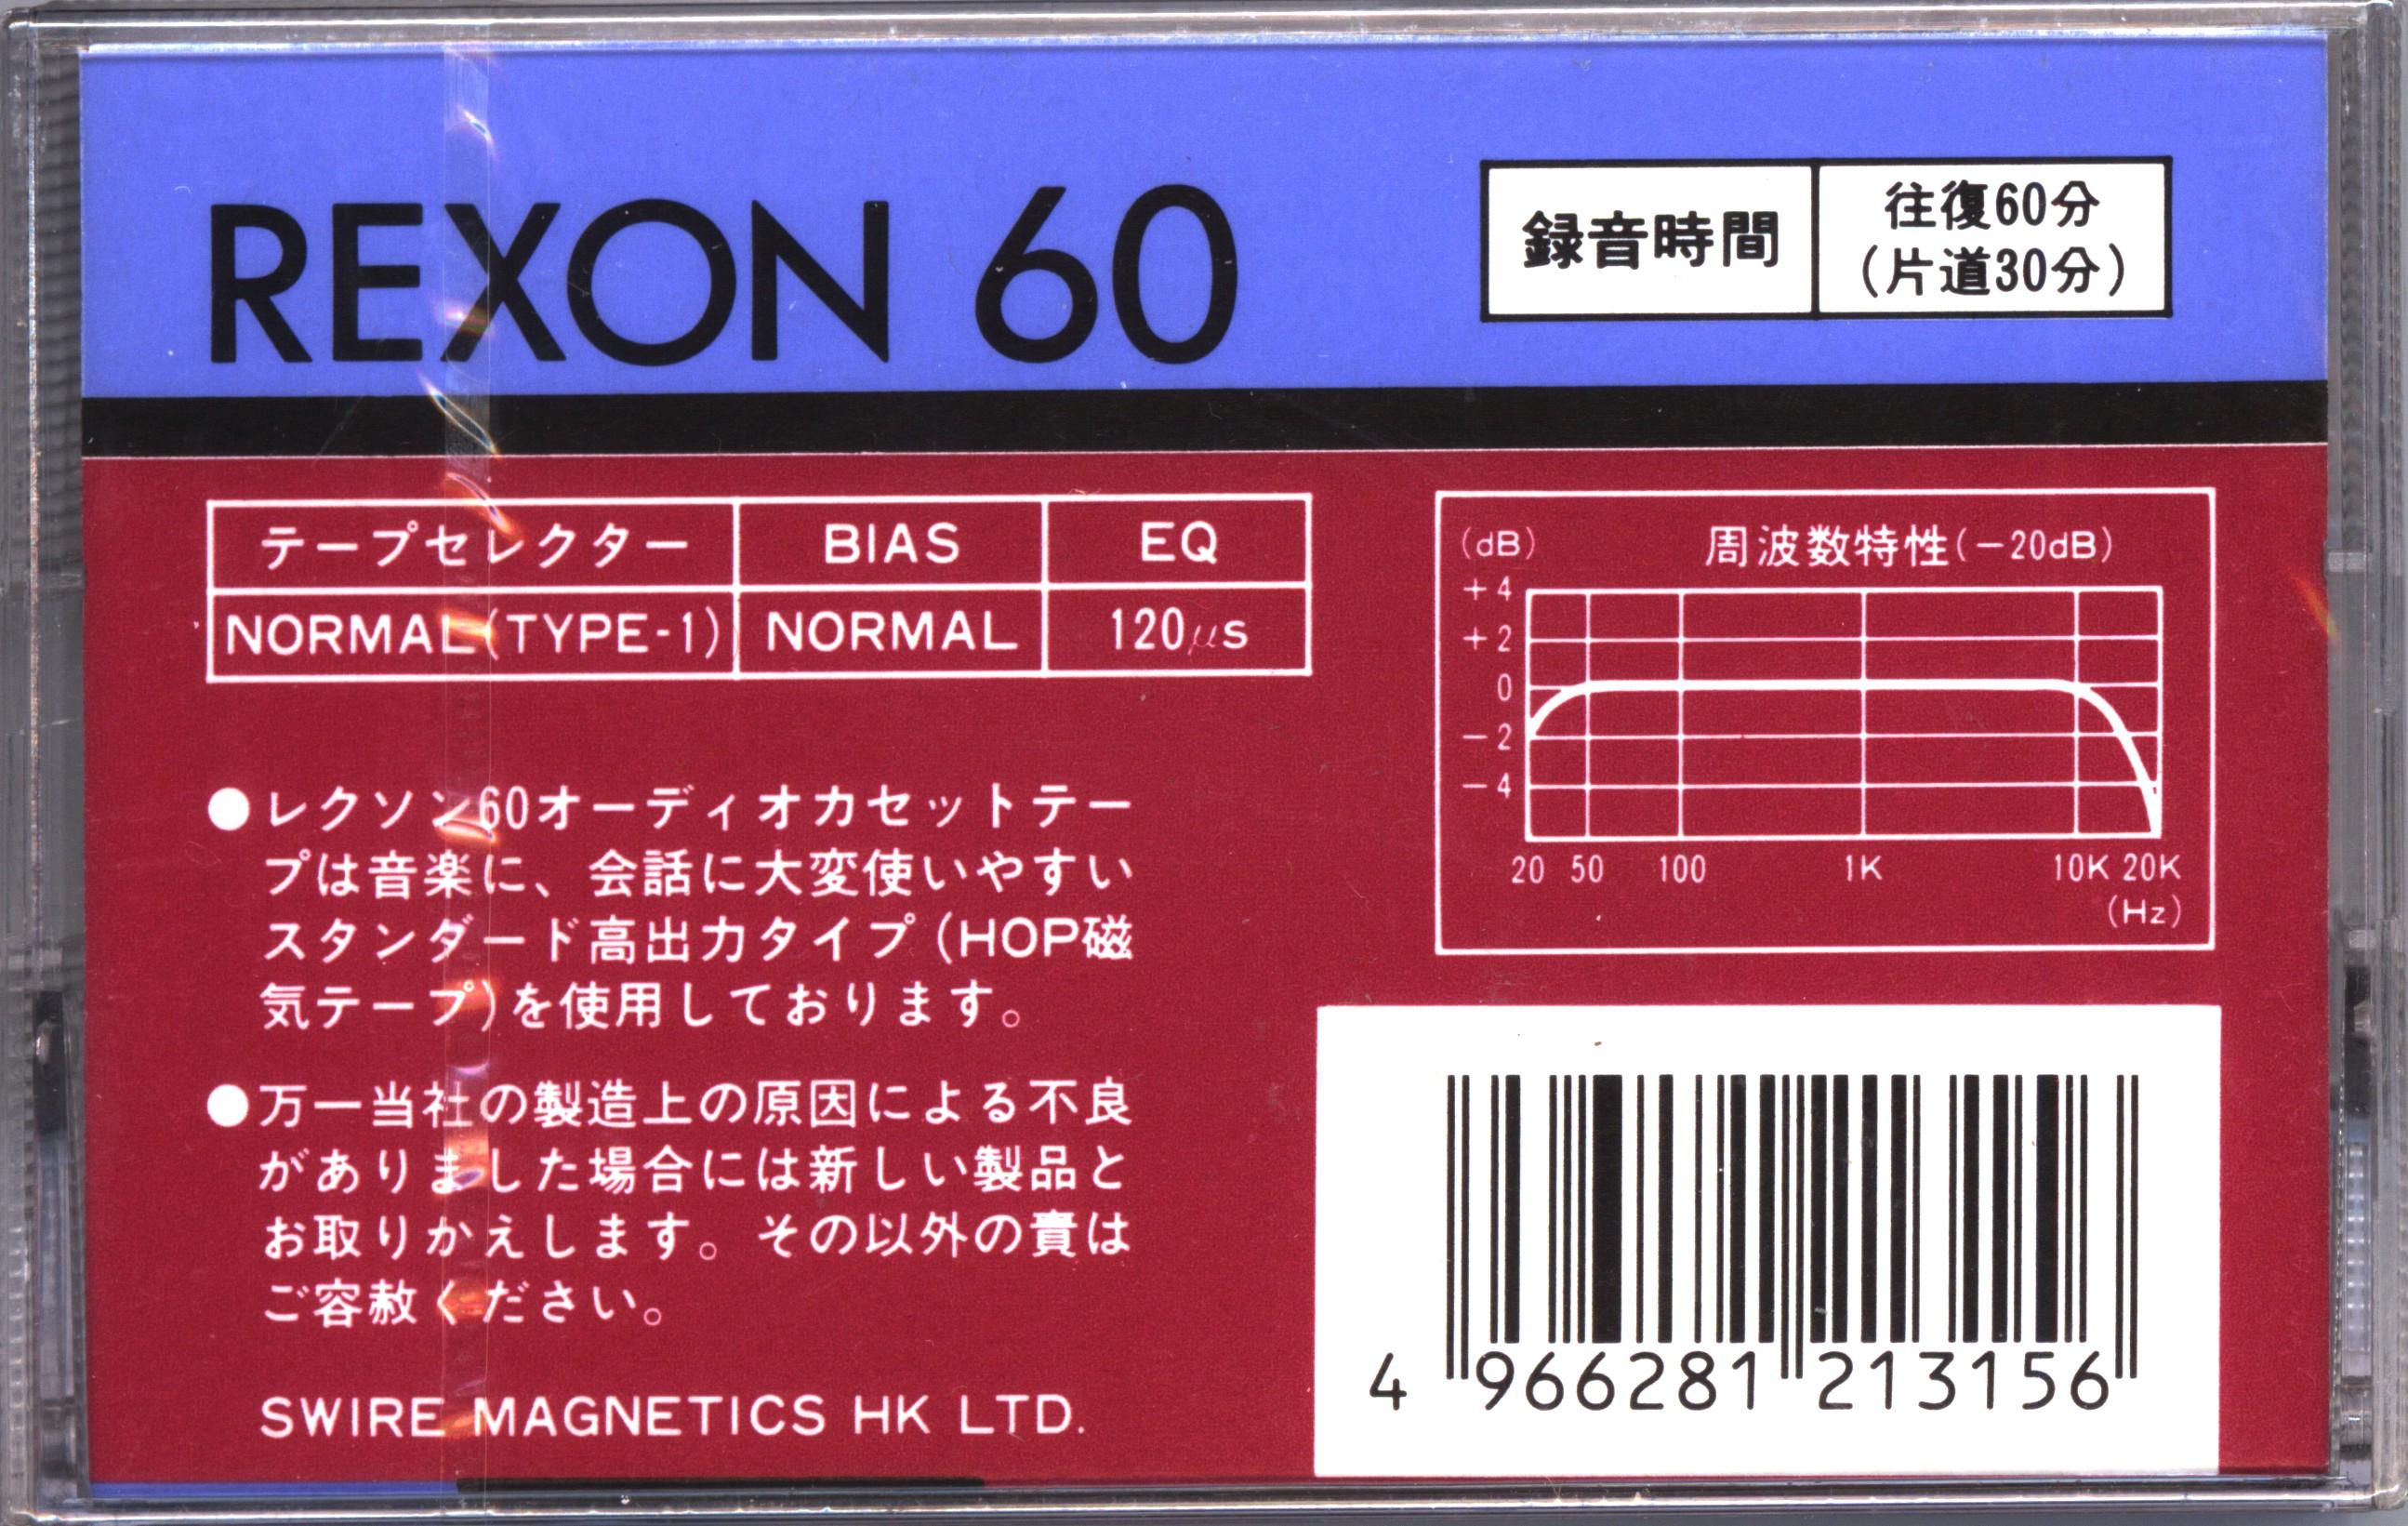 REXON 60
録音時間
往復60分
(片道30分)
テープセレクター BIAS EQ
NORMAL(TYPE-1) NORMAL 120μs
(dB) 周波数特性(-20dB)
+4
+2
0
-2
-4
20 50 100 1K 10K 20K
(Hz)
●レクソン60オーディオカセットテー
プは音楽に、会話に大変使いやすい
スタンダード高出力タイプ(HOP磁
気テープ)を使用しております。
●万一当社の製造上の原因による不良
がありました場合には新しい製品と
お取りかえします。その以外の責は
ご容赦ください。
SWIRE MAGNETICS HK LTD.
4 966281 213156